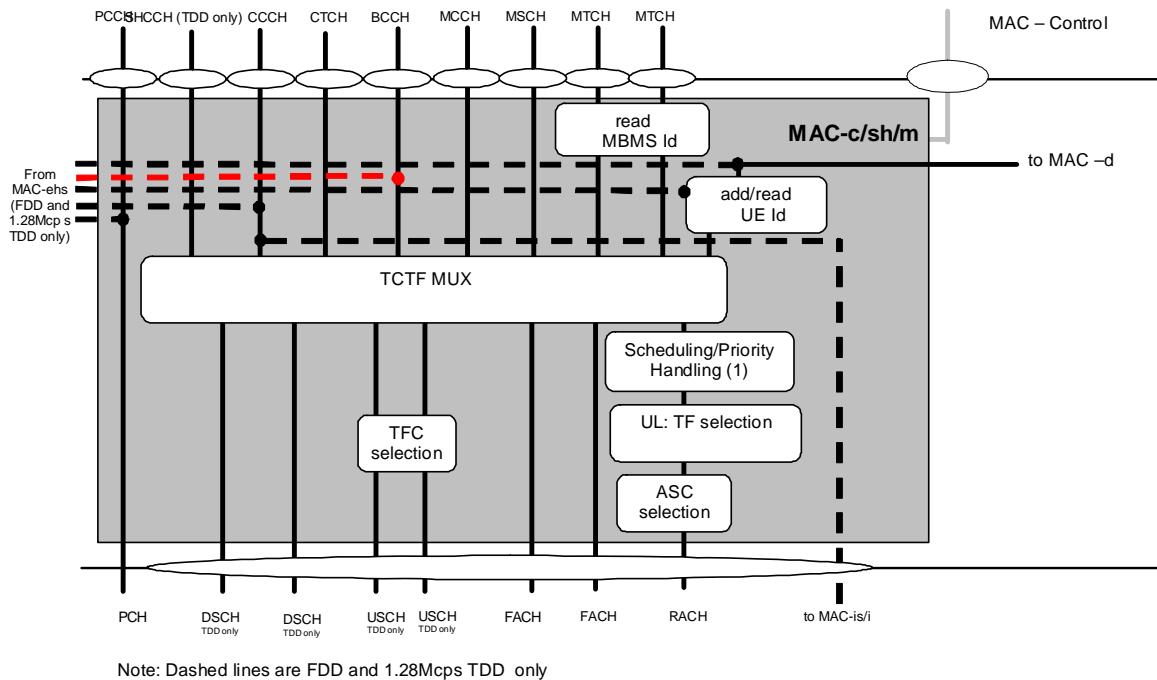 PCCH
SHCCH (TDD only)
CCCH
CTCH
BCCH
MCCH
MSCH
MTCH
MTCH
MAC – Control
read
MBMS Id
MAC-c/sh/m
From
MAC-ehs
(FDD and
1.28Mcp s
TDD only)
to MAC –d
add/read
UE Id
TCTF MUX
Scheduling/Priority
Handling (1)
UL: TF selection
TFC
selection
ASC
selection
PCH
DSCH
TDD only
DSCH
TDD only
USCH
TDD only
USCH
TDD only
FACH
FACH
RACH
to MAC-is/i
Note: Dashed lines are FDD and 1.28Mcps TDD only